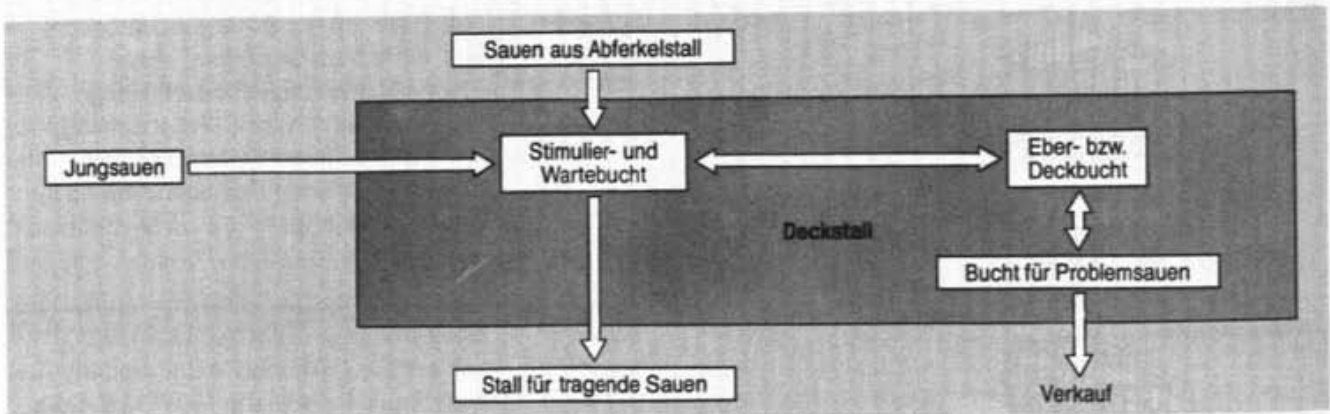 Sauen aus Abferkelstall
Jungsauen
Stimulier- und
Wartebucht
Eber- bzw.
Deckbucht
Deckstall
Bucht für Problemsauen
Stall für tragende Sauen
Verkauf